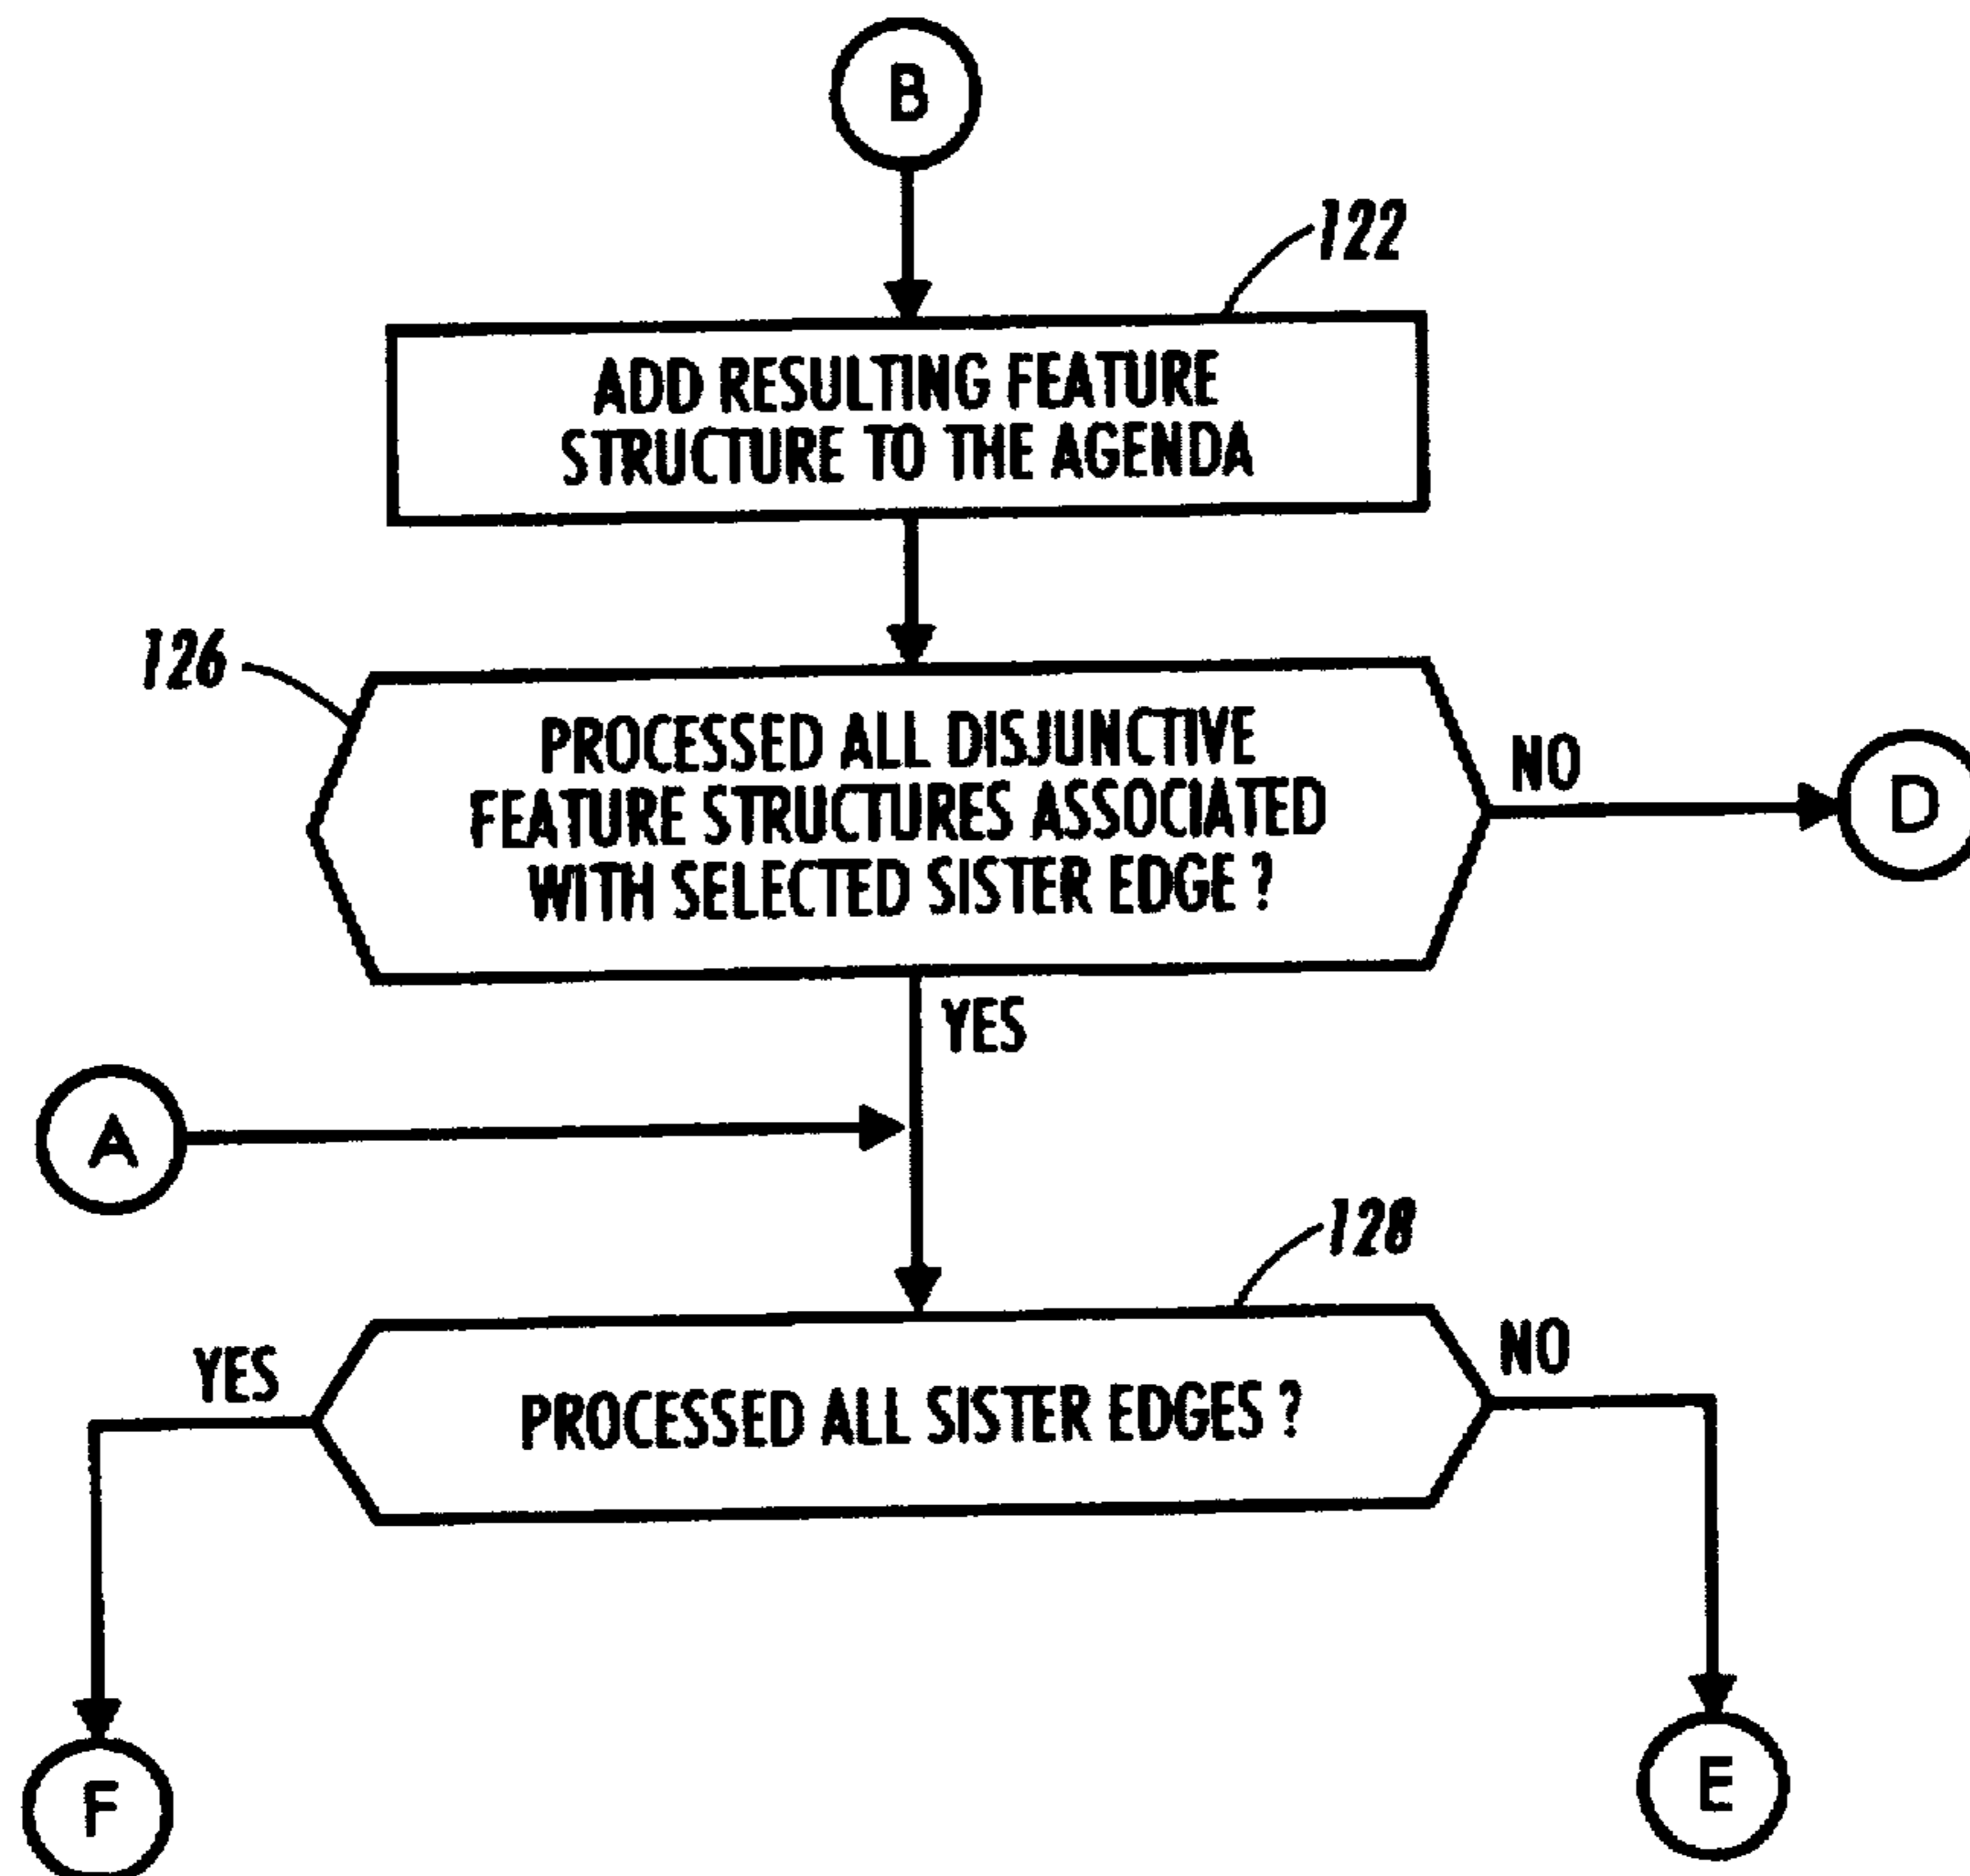 B
122
ADD RESULTING FEATURE
STRUCTURE TO THE AGENDA
126
PROCESSED ALL DISJUNCTIVE
FEATURE STRUCTURES ASSOCIATED
WITH SELECTED SISTER EDGE ?
NO
D
YES
A
128
YES
PROCESSED ALL SISTER EDGES ?
NO
F
E